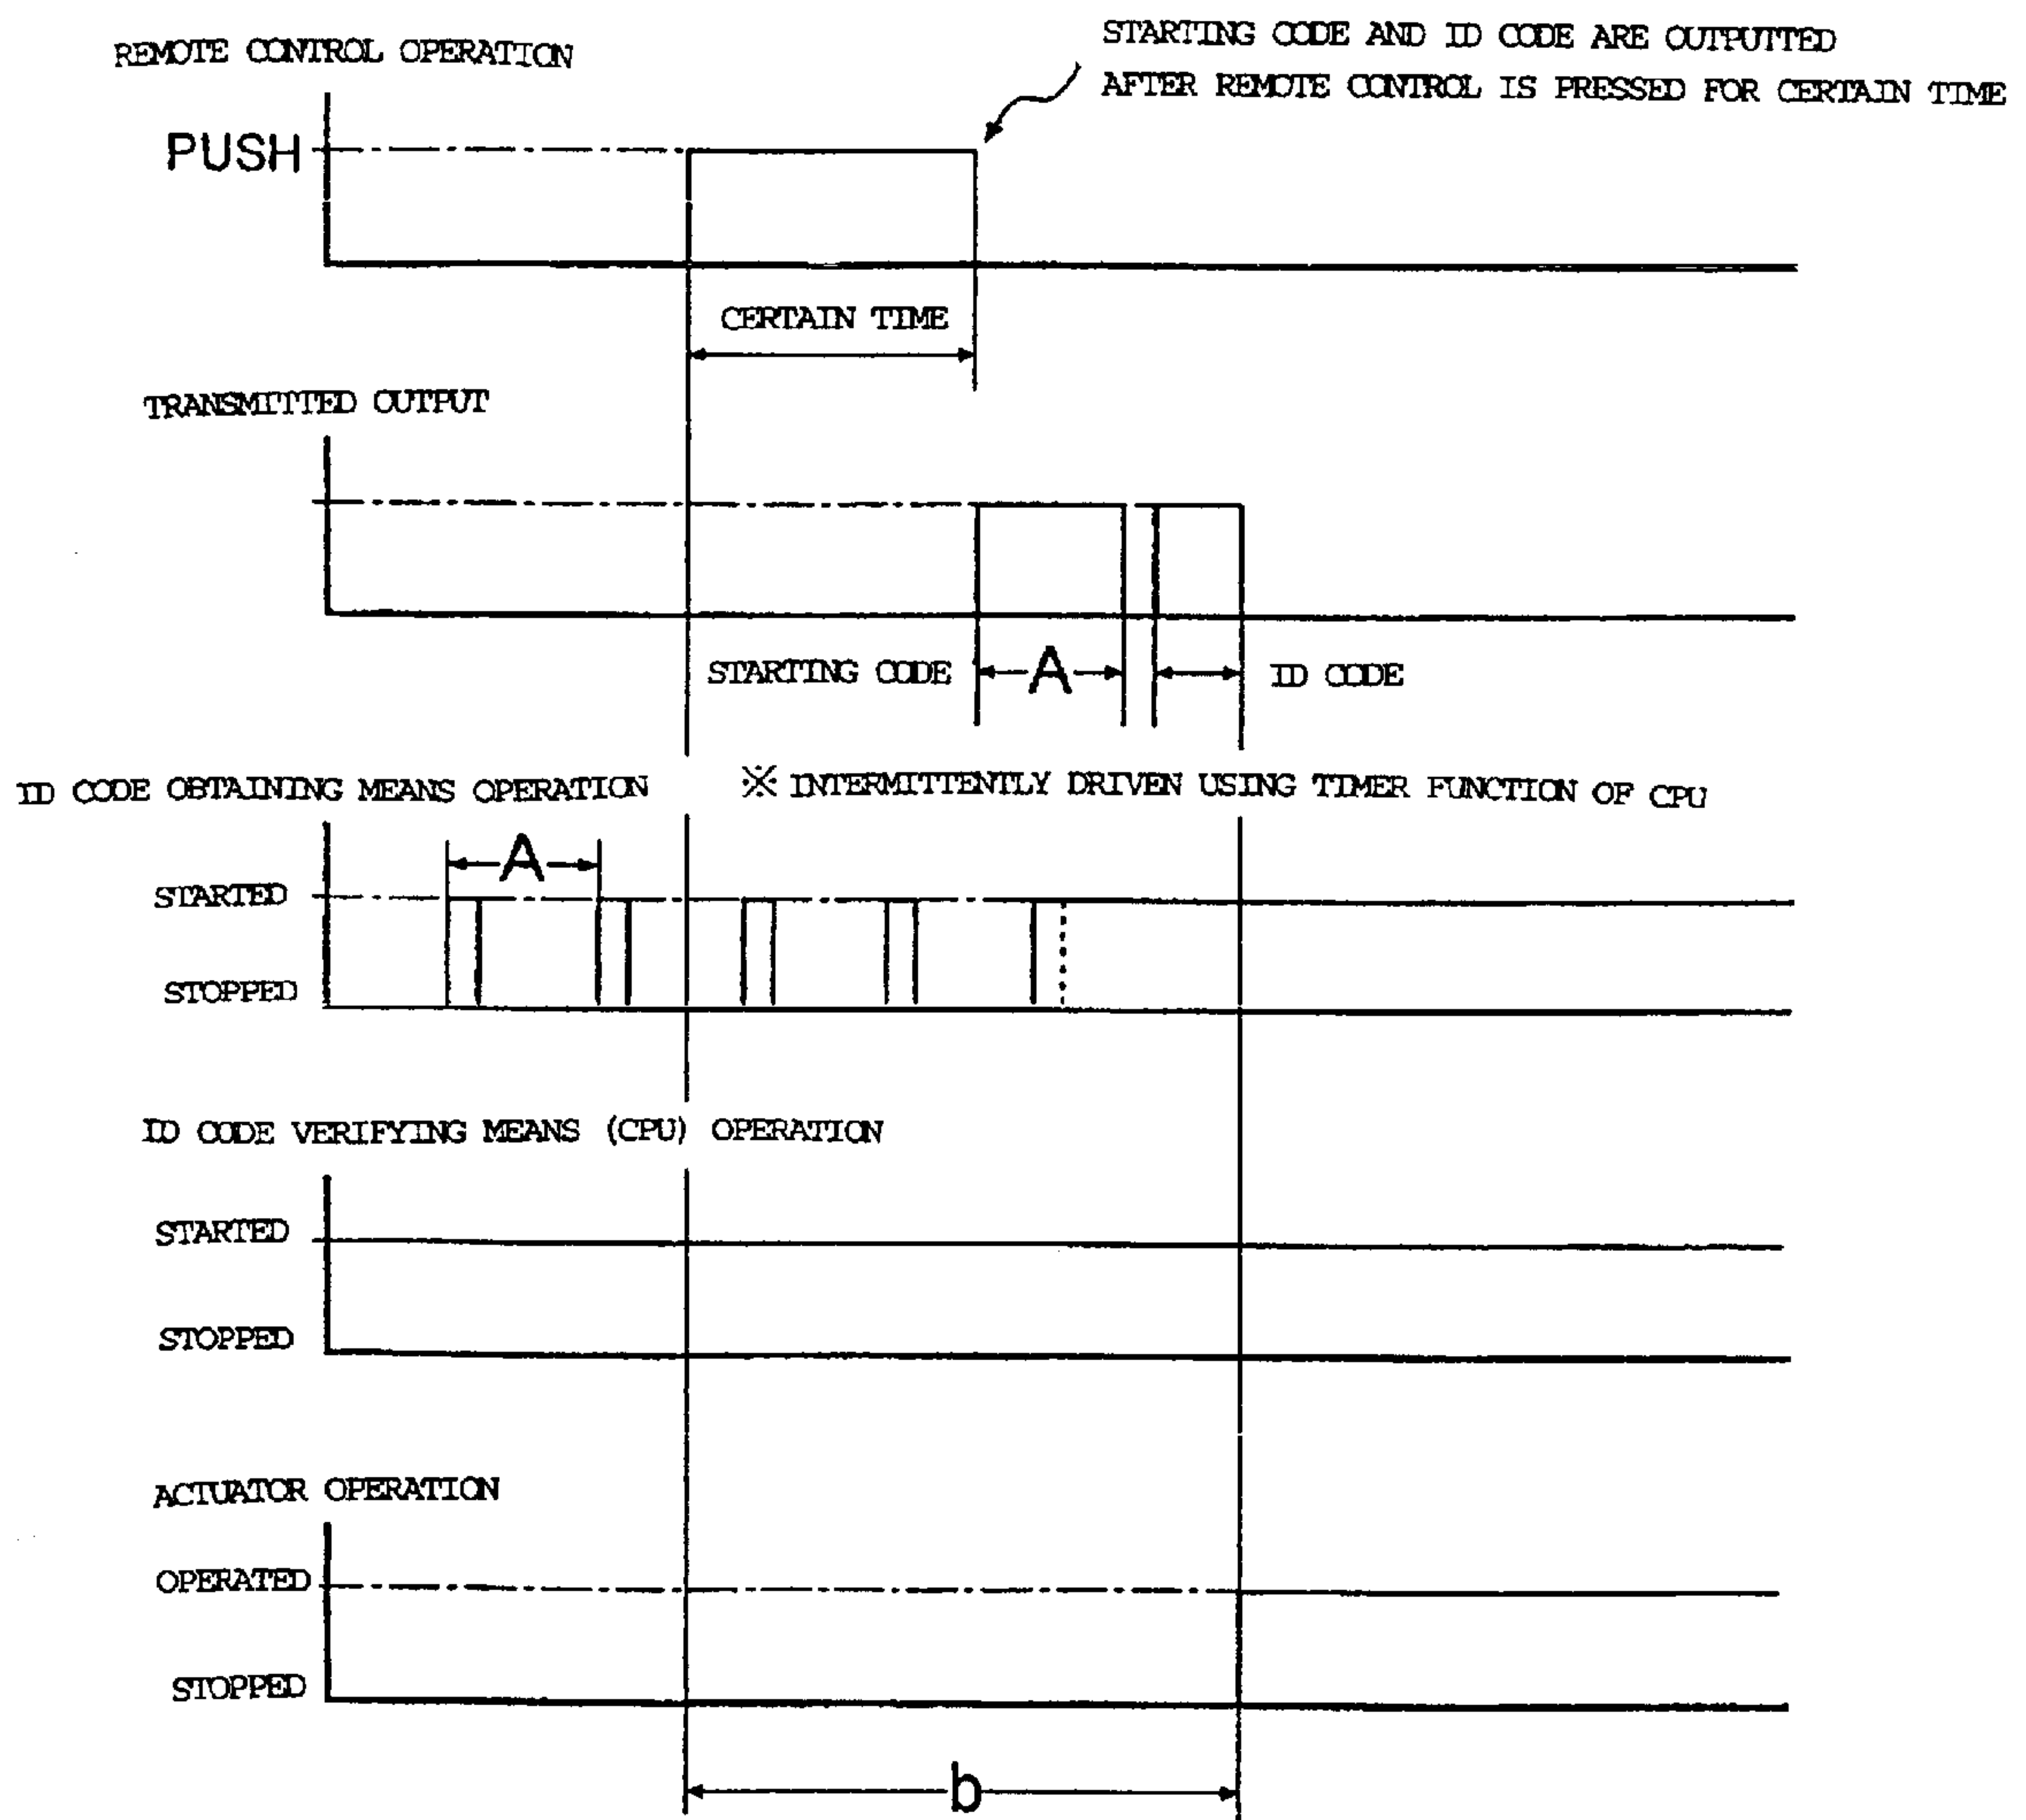 REMOTE CONTROL OPERATION
STARTING CODE AND ID CODE ARE OUTPUTTED
AFTER REMOTE CONTROL IS PRESSED FOR CERTAIN TIME
PUSH
CERTAIN TIME
TRANSMITTED OUTPUT
STARTING CODE
A
ID CODE
ID CODE OBTAINING MEANS OPERATION
※ INTERMITTENTLY DRIVEN USING TIMER FUNCTION OF CPU
A
STARTED
STOPPED
ID CODE VERIFYING MEANS (CPU) OPERATION
STARTED
STOPPED
ACTUATOR OPERATION
OPERATED
STOPPED
b